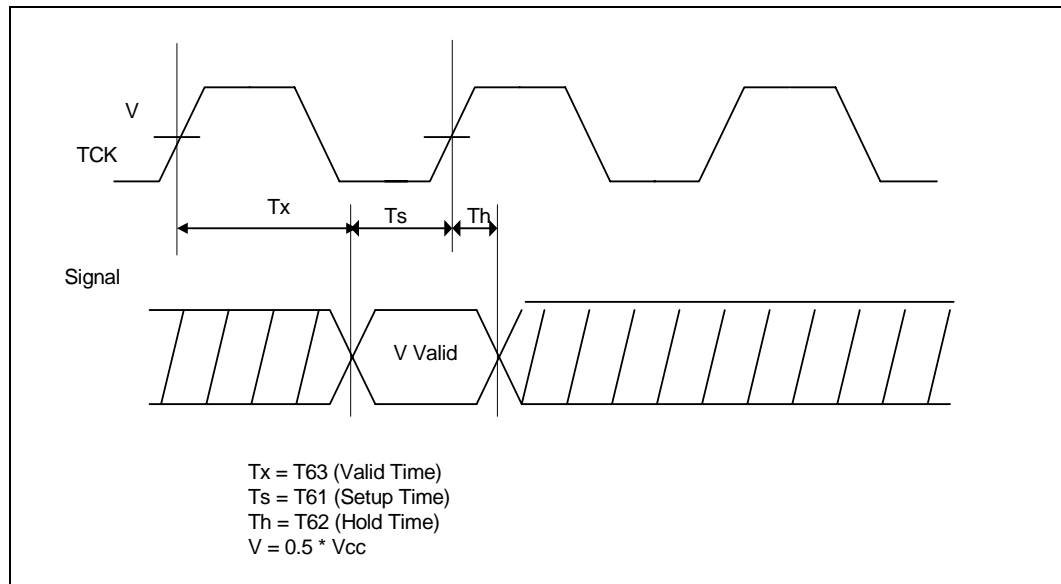 V
TCK
Tx
Ts
Th
Signal
V Valid
Tx = T63 (Valid Time)
Ts = T61 (Setup Time)
Th = T62 (Hold Time)
V = 0.5 * Vcc